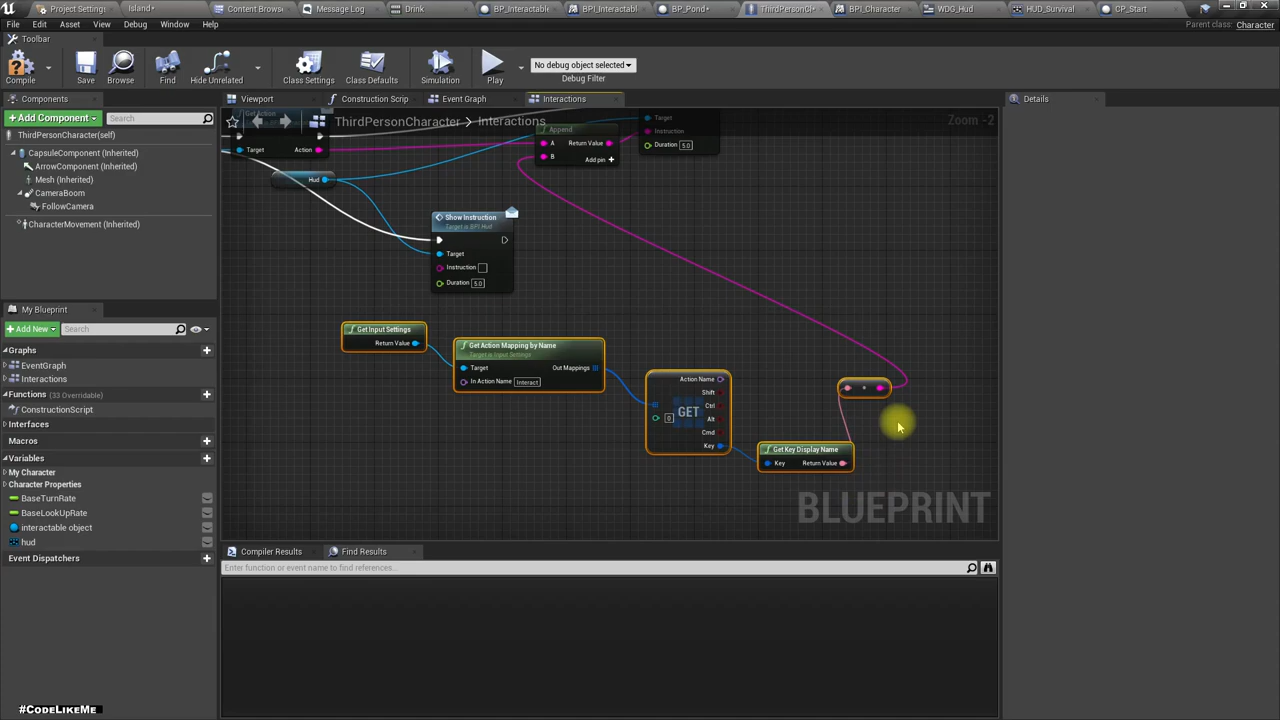 Project Settings
Island*
Content Brows
Message Log
Drink
BP_Interactable
BPI_Interactabl
BP_Pond*
ThirdPersonCh
BPI_Character
WDG_Hud
HUD_Survival
CP_Start
File
Edit
Asset
View
Debug
Window
Help
Parent class: Character
Toolbar
Compile
Save
Browse
Find
Hide Unrelated
Class Settings
Class Defaults
Simulation
Play
No debug object selected
Debug Filter
Components
Viewport
Construction Scrip
Event Graph
Interactions
Details
+ Add Component
Search
ThirdPersonCharacter > Interactions
Zoom -2
ThirdPersonCharacter(self)
CapsuleComponent (Inherited)
ArrowComponent (Inherited)
Mesh (Inherited)
CameraBoom
FollowCamera
CharacterMovement (Inherited)
Get Action
Target
Action
Hud
Append
A
Return Value
B
Add pin +
Target
Instruction
Duration 5.0
Show Instruction
Target is BPI Hud
Target
Instruction
Duration 5.0
My Blueprint
+ Add New
Search
Graphs
EventGraph
Interactions
Functions (33 Overridable)
ConstructionScript
Interfaces
Macros
Variables
My Character
Character Properties
BaseTurnRate
BaseLookUpRate
interactable object
hud
Event Dispatchers
Get Input Settings
Return Value
Get Action Mapping by Name
Target is Input Settings
Target
Out Mappings
In Action Name Interact
Action Name
Shift
Ctrl
Alt
Cmd
Key
GET
0
Get Key Display Name
Key
Return Value
BLUEPRINT
Compiler Results
Find Results
Enter function or event name to find references...
#CodeLikeMe